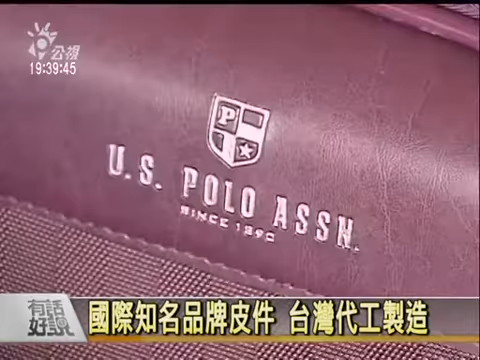 公視
19:39:45
P
U.S. POLO ASSN.
SINCE 1890
有話
好說
國際知名品牌皮件 台灣代工製造